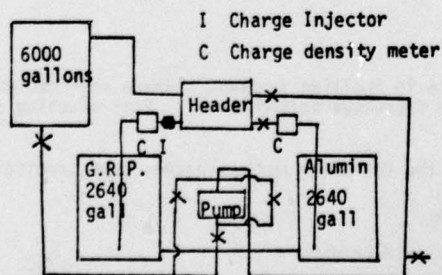 I Charge Injector
C Charge density meter
6000
gallons
Header
C I
C
G.R.P.
2640
gall
Pump
Alumin
2640
gall